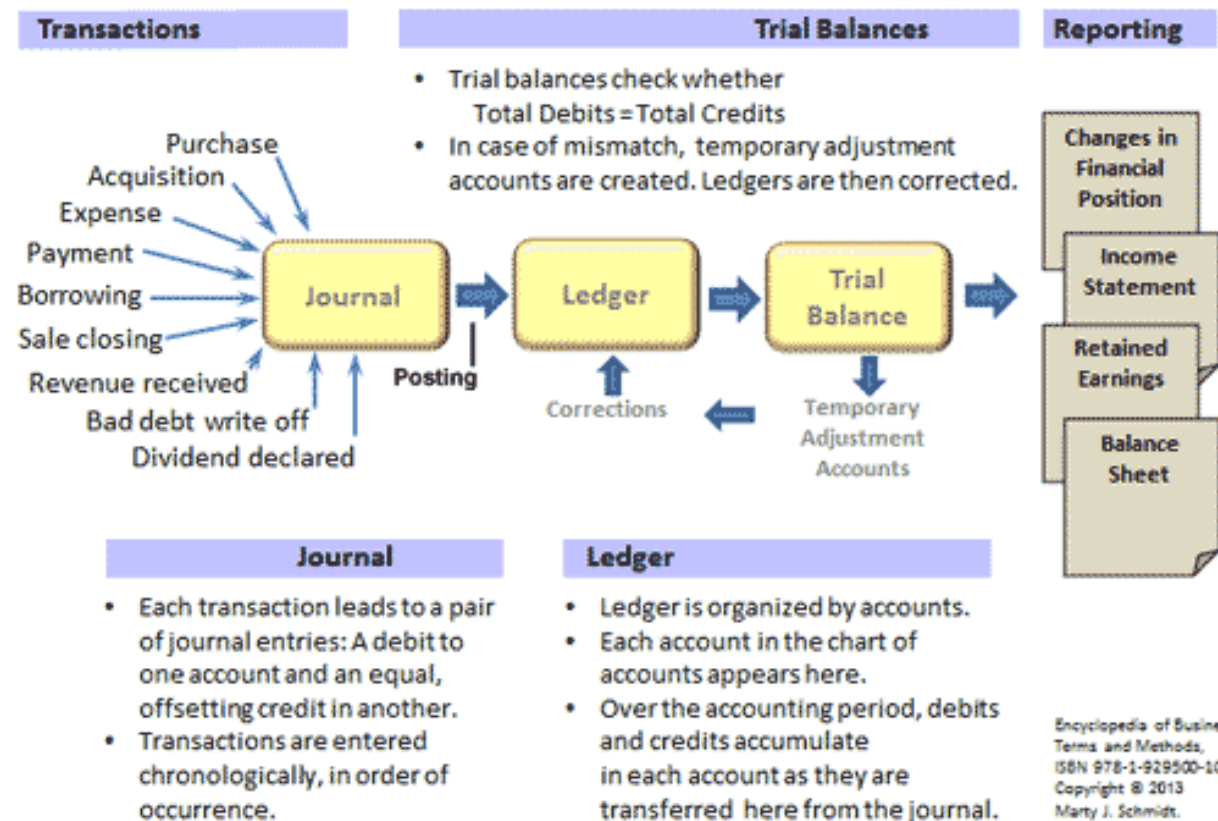 Transactions
Trial Balances
Reporting
• Trial balances check whether
Total Debits = Total Credits
• In case of mismatch, temporary adjustment
accounts are created. Ledgers are then corrected.
Purchase
Acquisition
Expense
Payment
Borrowing
Sale closing
Revenue received
Bad debt write off
Dividend declared
Journal
Posting
Ledger
Corrections
Trial
Balance
Temporary
Adjustment
Accounts
Changes in
Financial
Position
Income
Statement
Retained
Earnings
Balance
Sheet
Journal
• Each transaction leads to a pair
of journal entries: A debit to
one account and an equal,
offsetting credit in another.
• Transactions are entered
chronologically, in order of
occurrence.
Ledger
• Ledger is organized by accounts.
• Each account in the chart of
accounts appears here.
• Over the accounting period, debits
and credits accumulate
in each account as they are
transferred here from the journal.
Encyclopedia of Busine
Terms and Methods,
ISBN 978-1-929500-10
Copyright © 2013
Marty J. Schmidt.